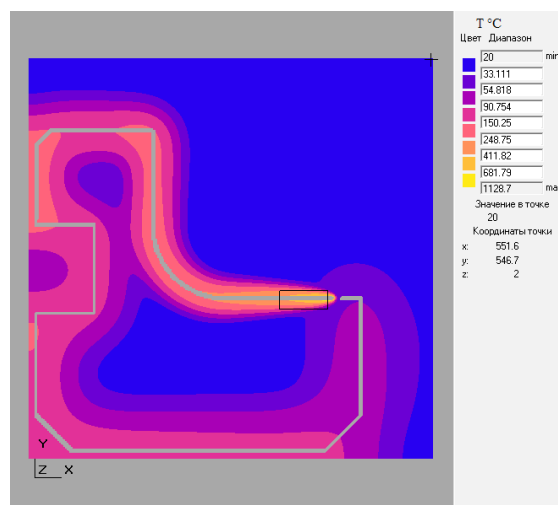 T °C
Цвет Диапазон
20 min
33.111
54.818
90.754
150.25
248.75
411.82
681.79
1128.7 ma
Значение в точке
20
Координаты точки
x: 551.6
y: 546.7
z: 2
Y
Z X